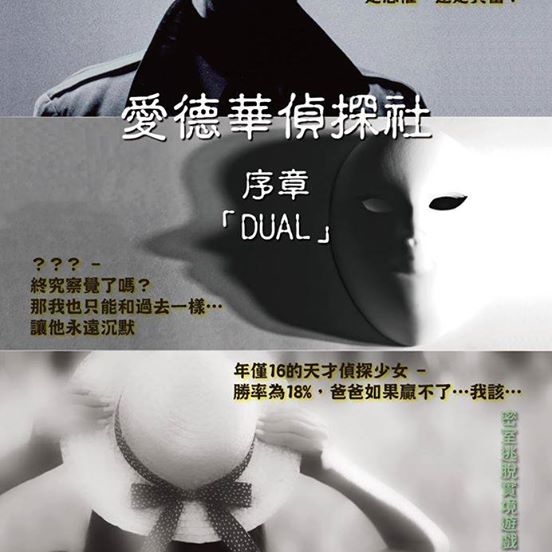 愛德華偵探社
序章
「DUAL」
？？？ –
終究察覺了嗎？
那我也只能和過去一樣…
讓他永遠沉默
年僅16的天才偵探少女 –
勝率為18%，爸爸如果贏不了…我該…
密室挑脫實境遊戲